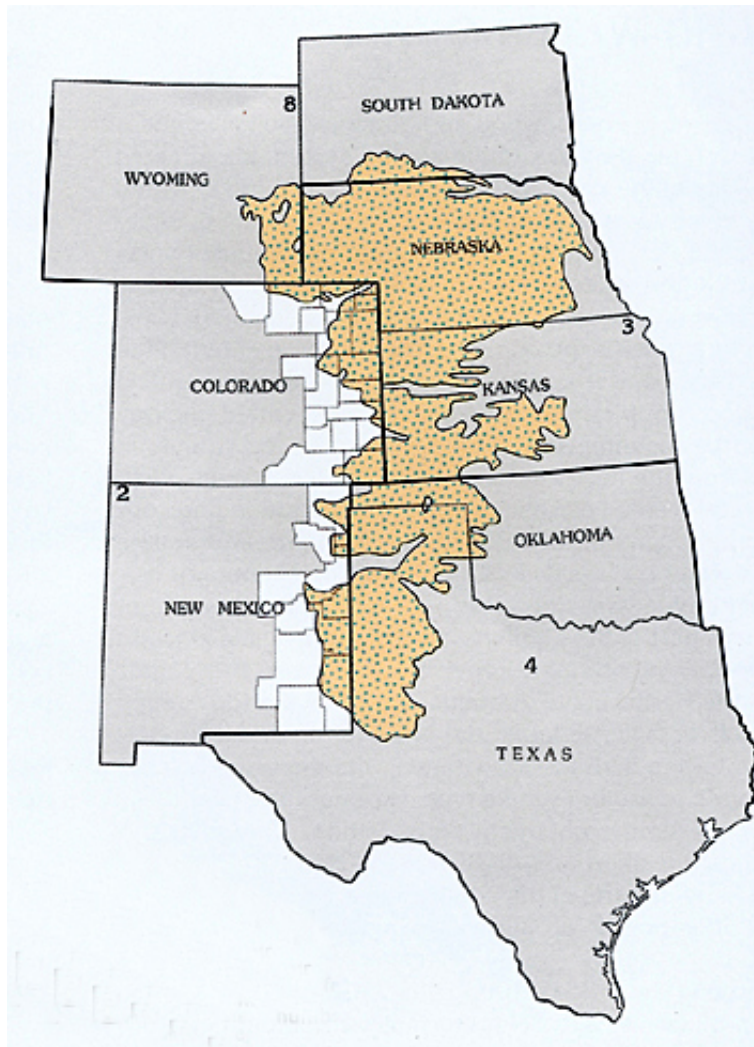 8
SOUTH DAKOTA
WYOMING
NEBRASKA
3
COLORADO
KANSAS
2
OKLAHOMA
NEW MEXICO
4
TEXAS